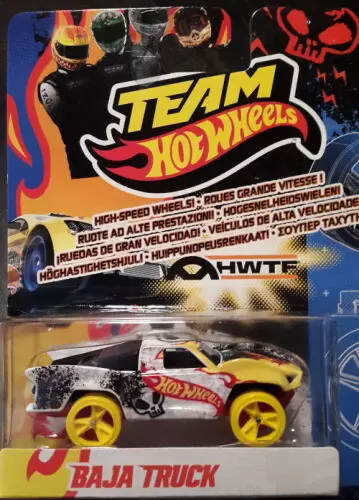 TEAM
HOT WHEELS
HIGH-SPEED WHEELS! • ROUES GRANDE VITESSE !
RUOTE AD ALTE PRESTAZIONI! • HOGESNELHEIDSWIELEN!
¡RUEDAS DE GRAN VELOCIDAD! • VEÍCULOS DE ALTA VELOCIDADE
HÖGHASTIGHETSHJUL! • HUIPPUNOPEUSRENKAAT! • ΣΟΥΠΕΡ ΤΑΧΥΤ
HWTF
HOT WHEELS
BAJA TRUCK